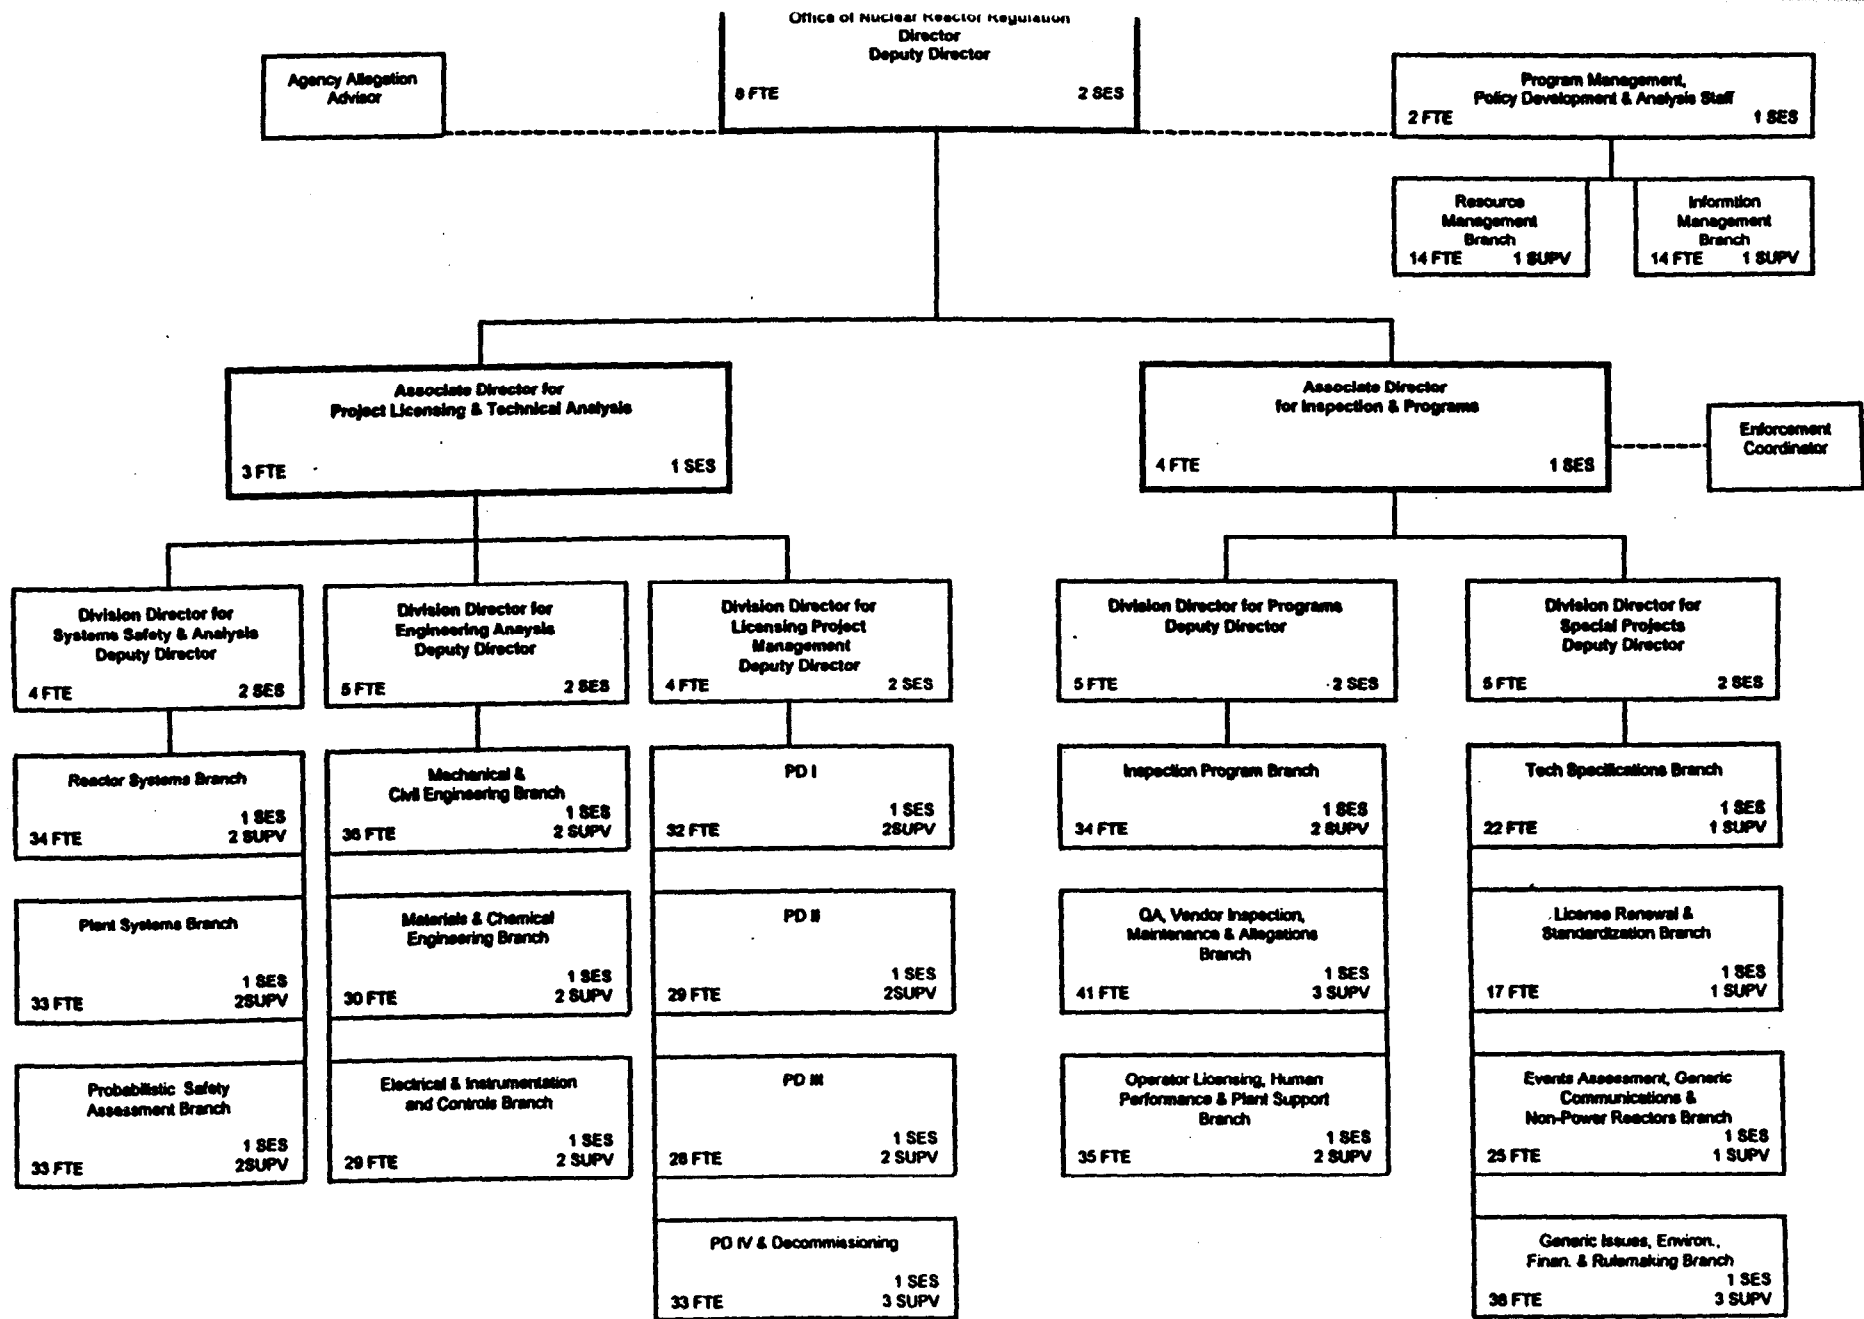 Office of Nuclear Reactor Regulation
Director
Deputy Director
8 FTE 2 SES
Agency Allegation
Advisor
Program Management,
Policy Development & Analysis Staff
2 FTE 1 SES
Resource
Management
Branch
14 FTE 1 SUPV
Informtion
Management
Branch
14 FTE 1 SUPV
Associate Director for
Project Licensing & Technical Analysis
3 FTE 1 SES
Associate Director
for Inspection & Programs
4 FTE 1 SES
Enforcement
Coordinator
Division Director for
Systems Safety & Analysis
Deputy Director
4 FTE 2 SES
Division Director for
Engineering Anaysis
Deputy Director
5 FTE 2 SES
Division Director for
Licensing Project
Management
Deputy Director
4 FTE 2 SES
Division Director for Programs
Deputy Director
5 FTE 2 SES
Division Director for
Special Projects
Deputy Director
5 FTE 2 SES
Reactor Systems Branch
1 SES
34 FTE 2 SUPV
Mechanical &
Civil Engineering Branch
1 SES
36 FTE 2 SUPV
PD I
1 SES
32 FTE 2SUPV
Inspection Program Branch
1 SES
34 FTE 2 SUPV
Tech Specifications Branch
1 SES
22 FTE 1 SUPV
Plant Systems Branch
1 SES
33 FTE 2SUPV
Materials & Chemical
Engineering Branch
1 SES
30 FTE 2 SUPV
PD II
1 SES
29 FTE 2SUPV
QA, Vendor Inspection,
Maintenance & Allegations
Branch
1 SES
41 FTE 3 SUPV
License Renewal &
Standardization Branch
1 SES
17 FTE 1 SUPV
Probabilistic Safety
Assessment Branch
1 SES
33 FTE 2SUPV
Electrical & Instrumentation
and Controls Branch
1 SES
29 FTE 2 SUPV
PD III
1 SES
28 FTE 2 SUPV
Operator Licensing, Human
Performance & Plant Support
Branch
1 SES
35 FTE 2 SUPV
Events Assessment, Generic
Communications &
Non-Power Reactors Branch
1 SES
25 FTE 1 SUPV
PD IV & Decommissioning
1 SES
33 FTE 3 SUPV
Generic Issues, Environ.,
Finan. & Rulemaking Branch
1 SES
FTE 3 SUPV